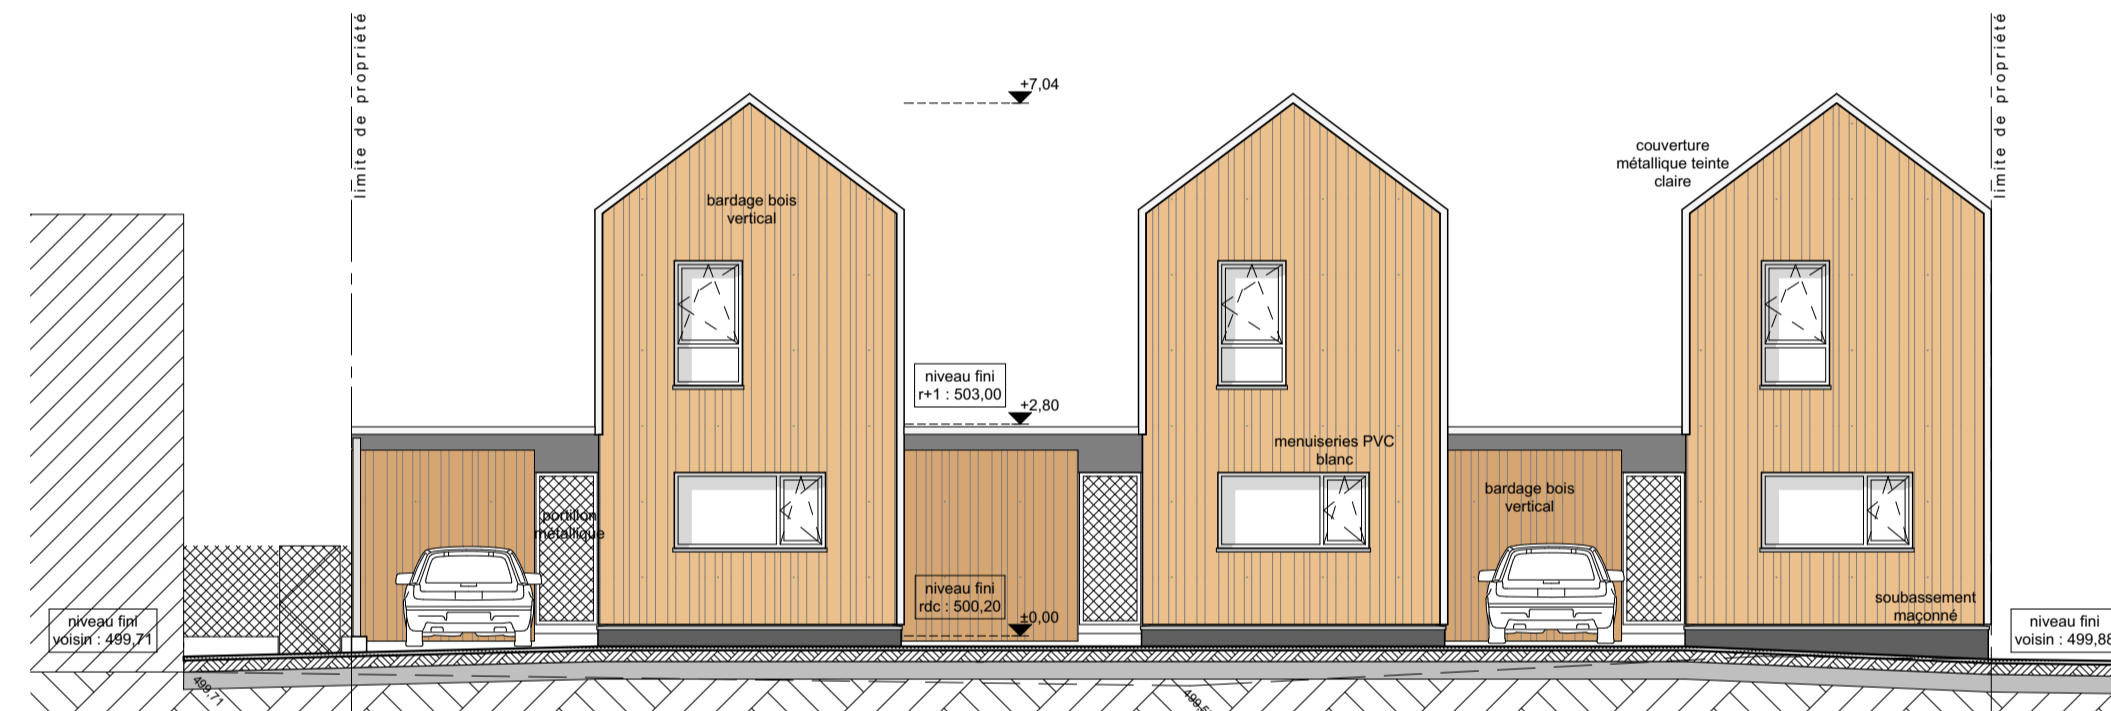 limite de propriété
limite de propriété
+7,04
couverture
métallique teinte
claire
bardage bois
vertical
niveau fini
r+1 : 503,00
+2,80
menuiseries PVC
blanc
bardage bois
vertical
portillon
métallique
niveau fini
rdc : 500,20
±0,00
soubassement
maçonné
niveau fini
voisin : 499,71
niveau fini
voisin : 499,88
499,71